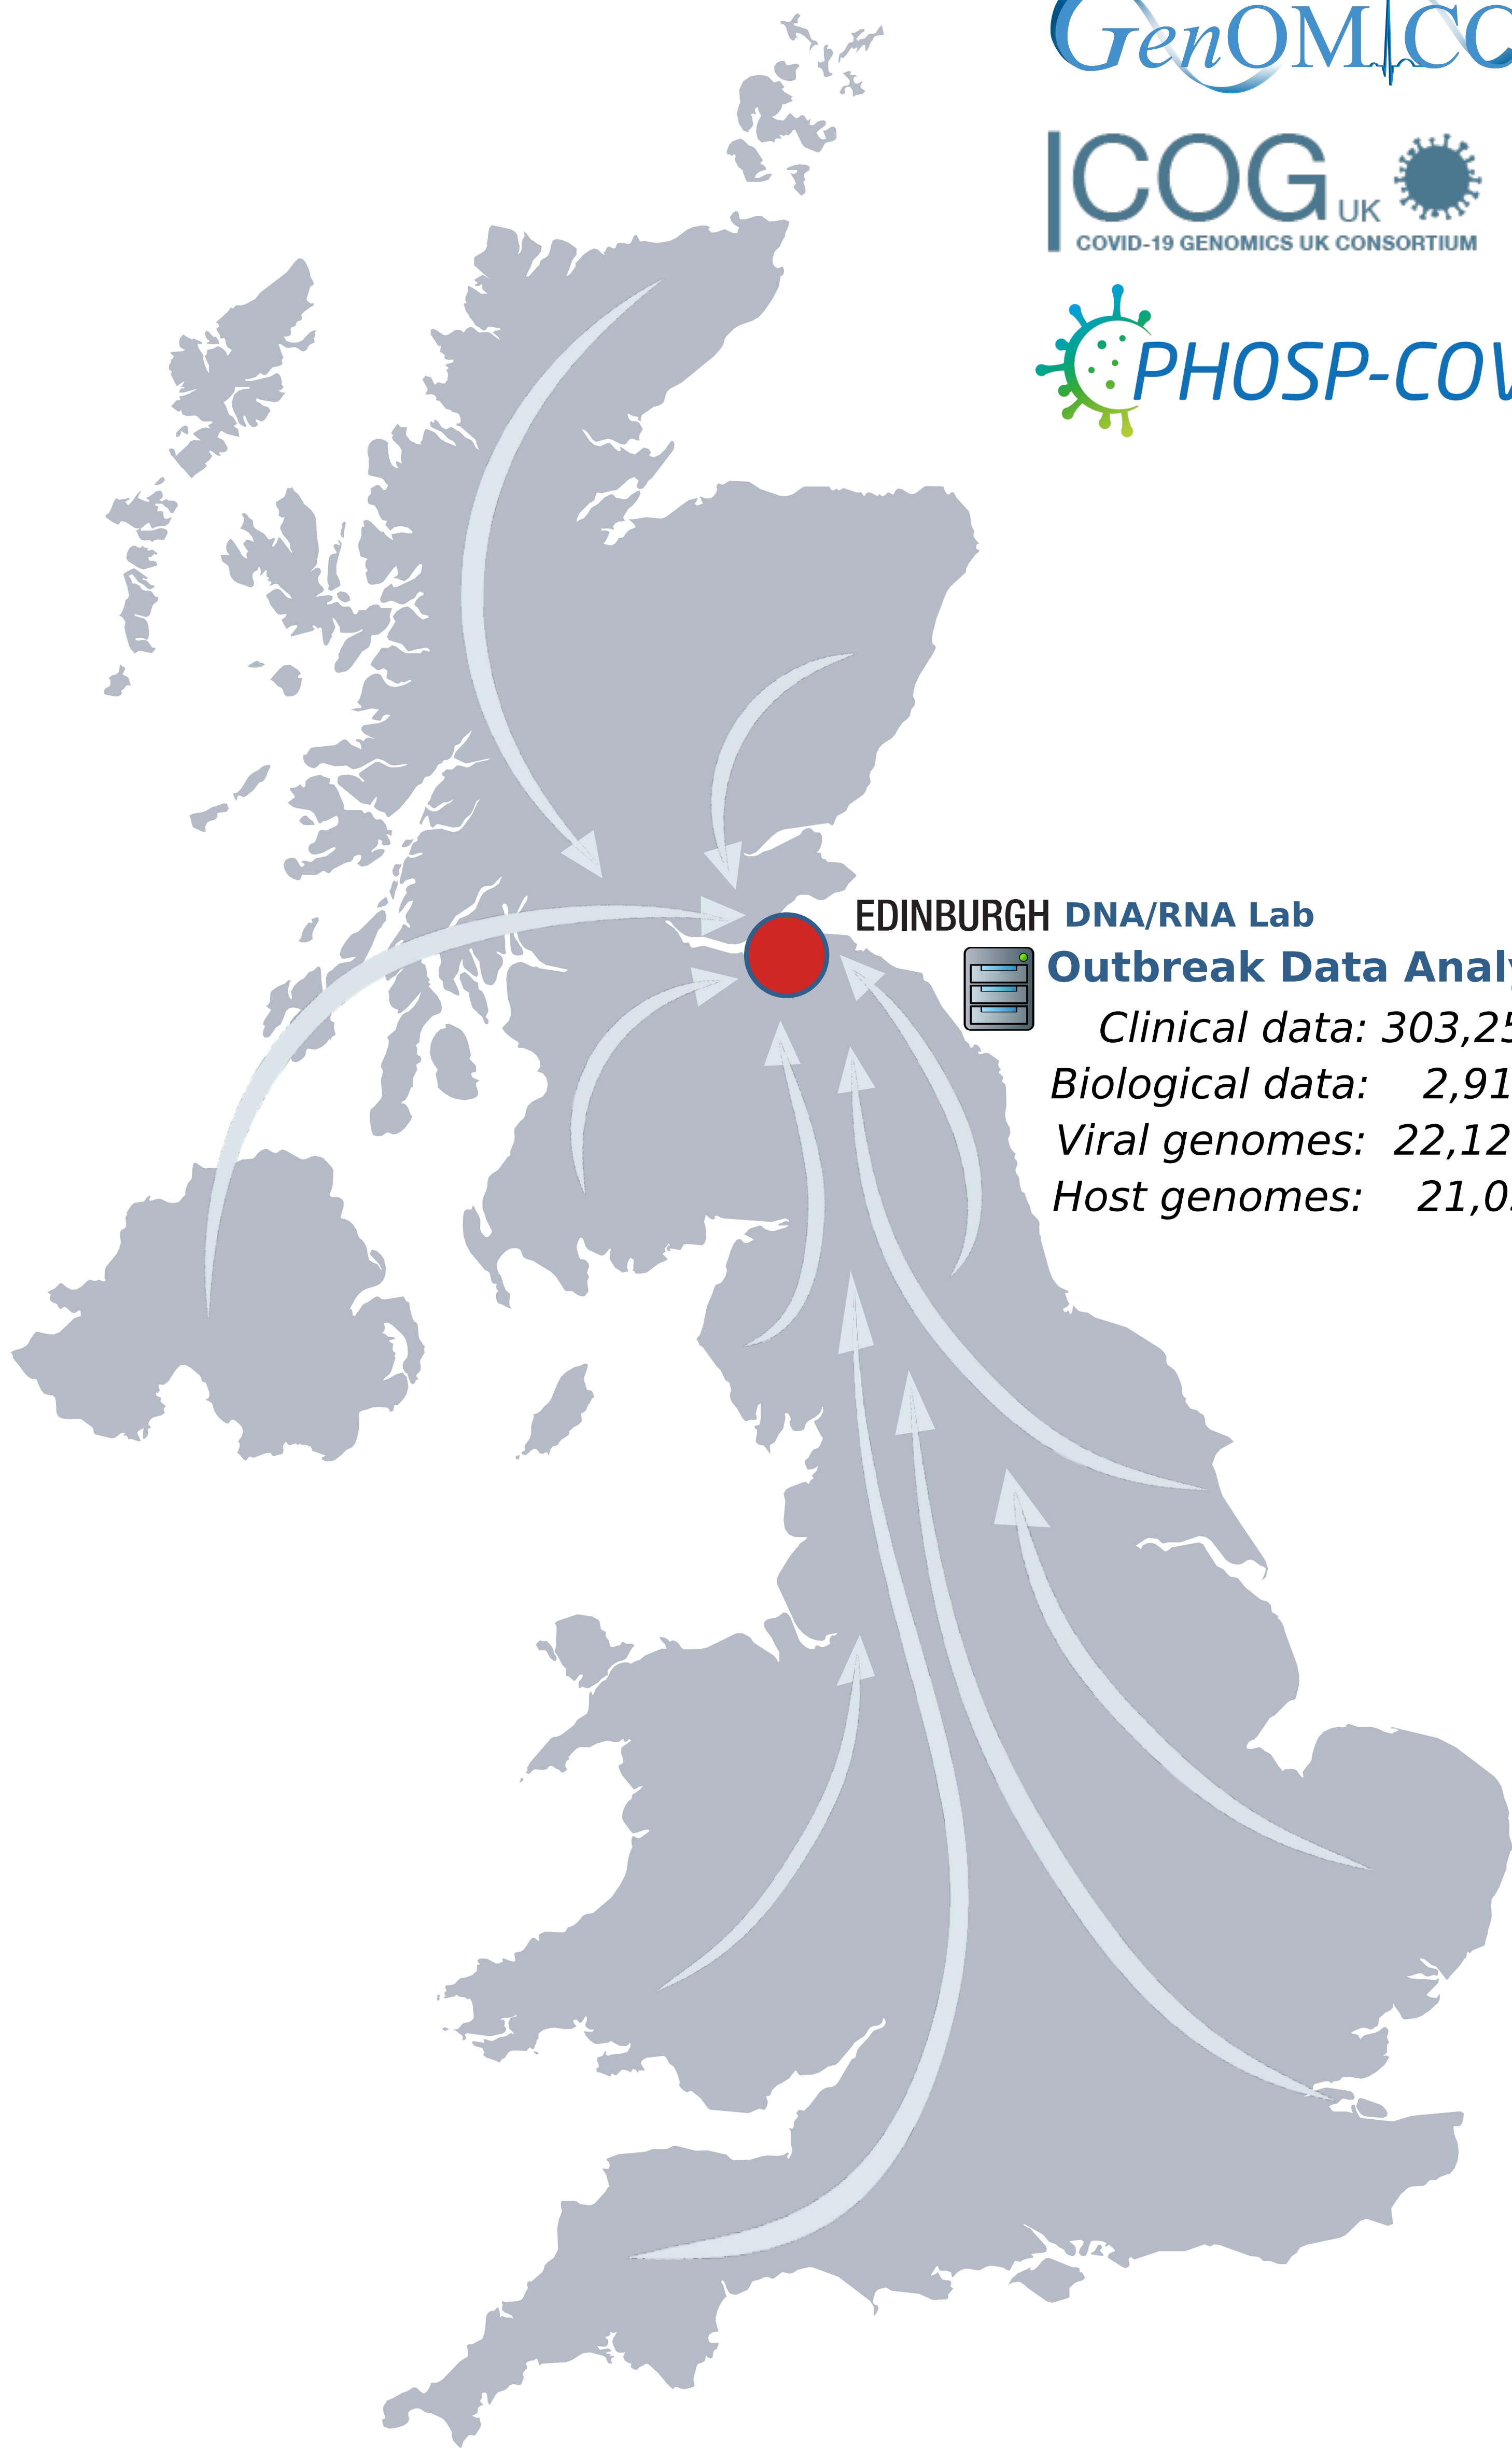 GenOMICC
COG UK
COVID-19 GENOMICS UK CONSORTIUM
PHOSP-COV
EDINBURGH DNA/RNA Lab
Outbreak Data Analy
Clinical data: 303,25
Biological data: 2,91
Viral genomes: 22,12
Host genomes: 21,0